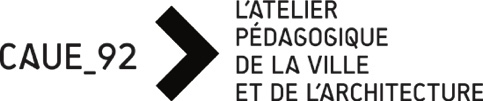 CAUE_92
L'ATELIER
PÉDAGOGIQUE
DE LA VILLE
ET DE L'ARCHITECTURE